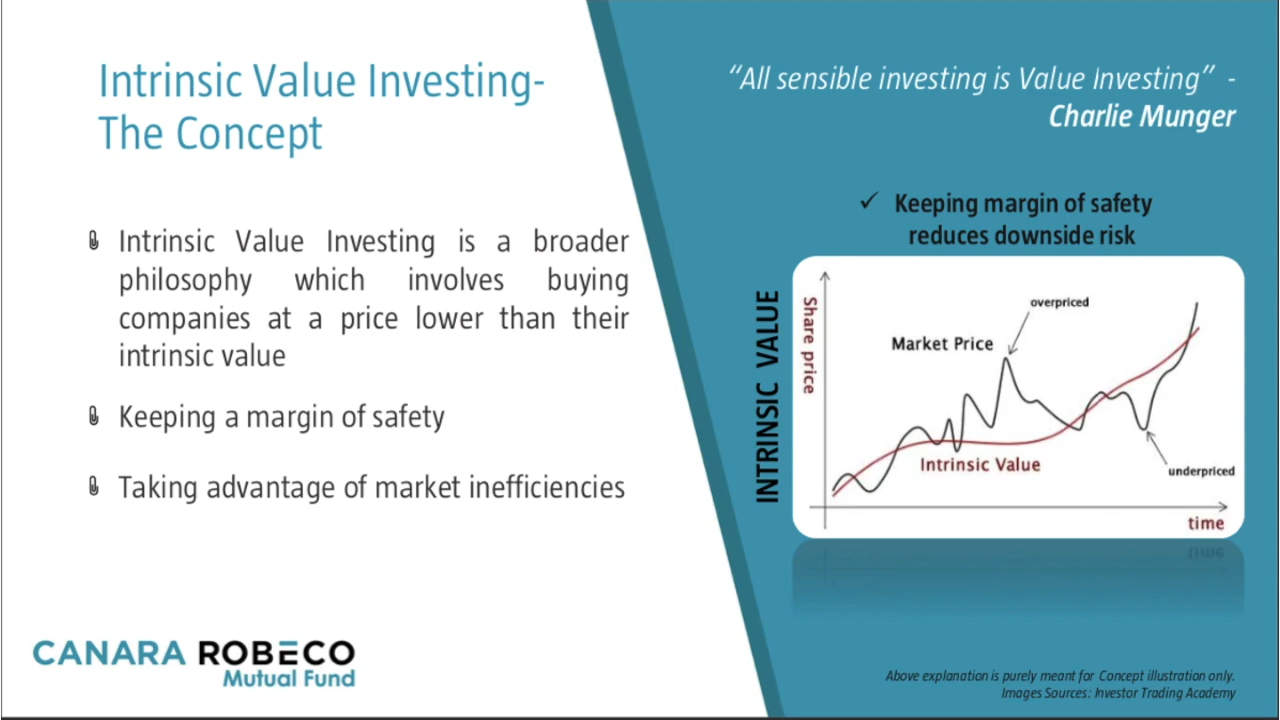 Intrinsic Value Investing-
The Concept
Intrinsic Value Investing is a broader
philosophy which involves buying
companies at a price lower than their
intrinsic value
Keeping a margin of safety
Taking advantage of market inefficiencies
CANARA ROBECO
Mutual Fund
“All sensible investing is Value Investing” -
Charlie Munger
✓ Keeping margin of safety
reduces downside risk
INTRINSIC VALUE
Share price
overpriced
Market Price
Intrinsic Value
underpriced
time
Above explanation is purely meant for Concept illustration only.
Images Sources: Investor Trading Academy